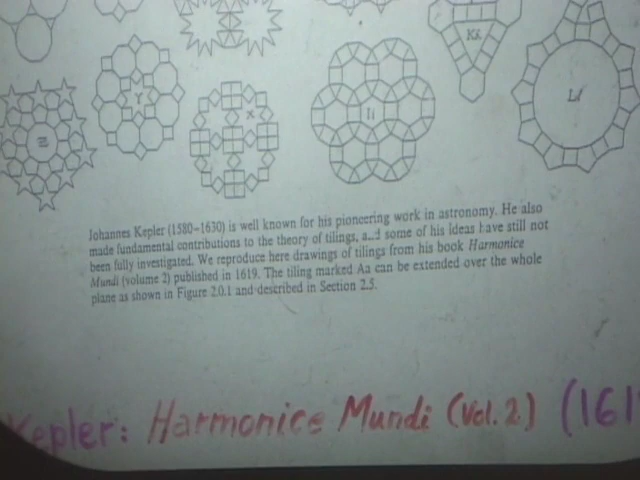 Kk
Y
X
Z
Ii
Ll
Johannes Kepler (1580–1630) is well known for his pioneering work in astronomy. He also
made fundamental contributions to the theory of tilings, a..d some of his ideas have still not
been fully investigated. We reproduce here drawings of tilings from his book Harmonice
Mundi (volume 2) published in 1619. The tiling marked Aa can be extended over the whole
plane as shown in Figure 2.0.1 and described in Section 2.5.
Kepler: Harmonice Mundi (Vol. 2) (161